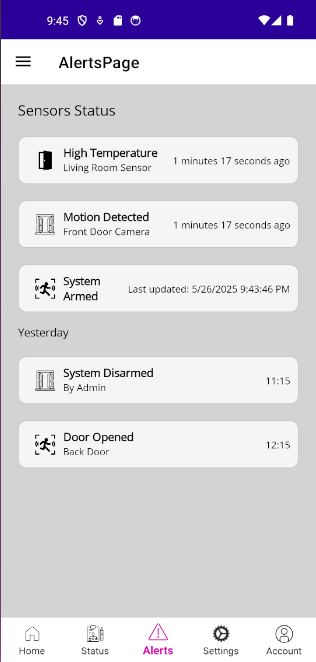 9:45
AlertsPage
Sensors Status
High Temperature
Living Room Sensor
1 minutes 17 seconds ago
Motion Detected
Front Door Camera
1 minutes 17 seconds ago
System
Armed
Last updated: 5/26/2025 9:43:46 PM
Yesterday
System Disarmed
By Admin
11:15
Door Opened
Back Door
12:15
Home
Status
Alerts
Settings
Account